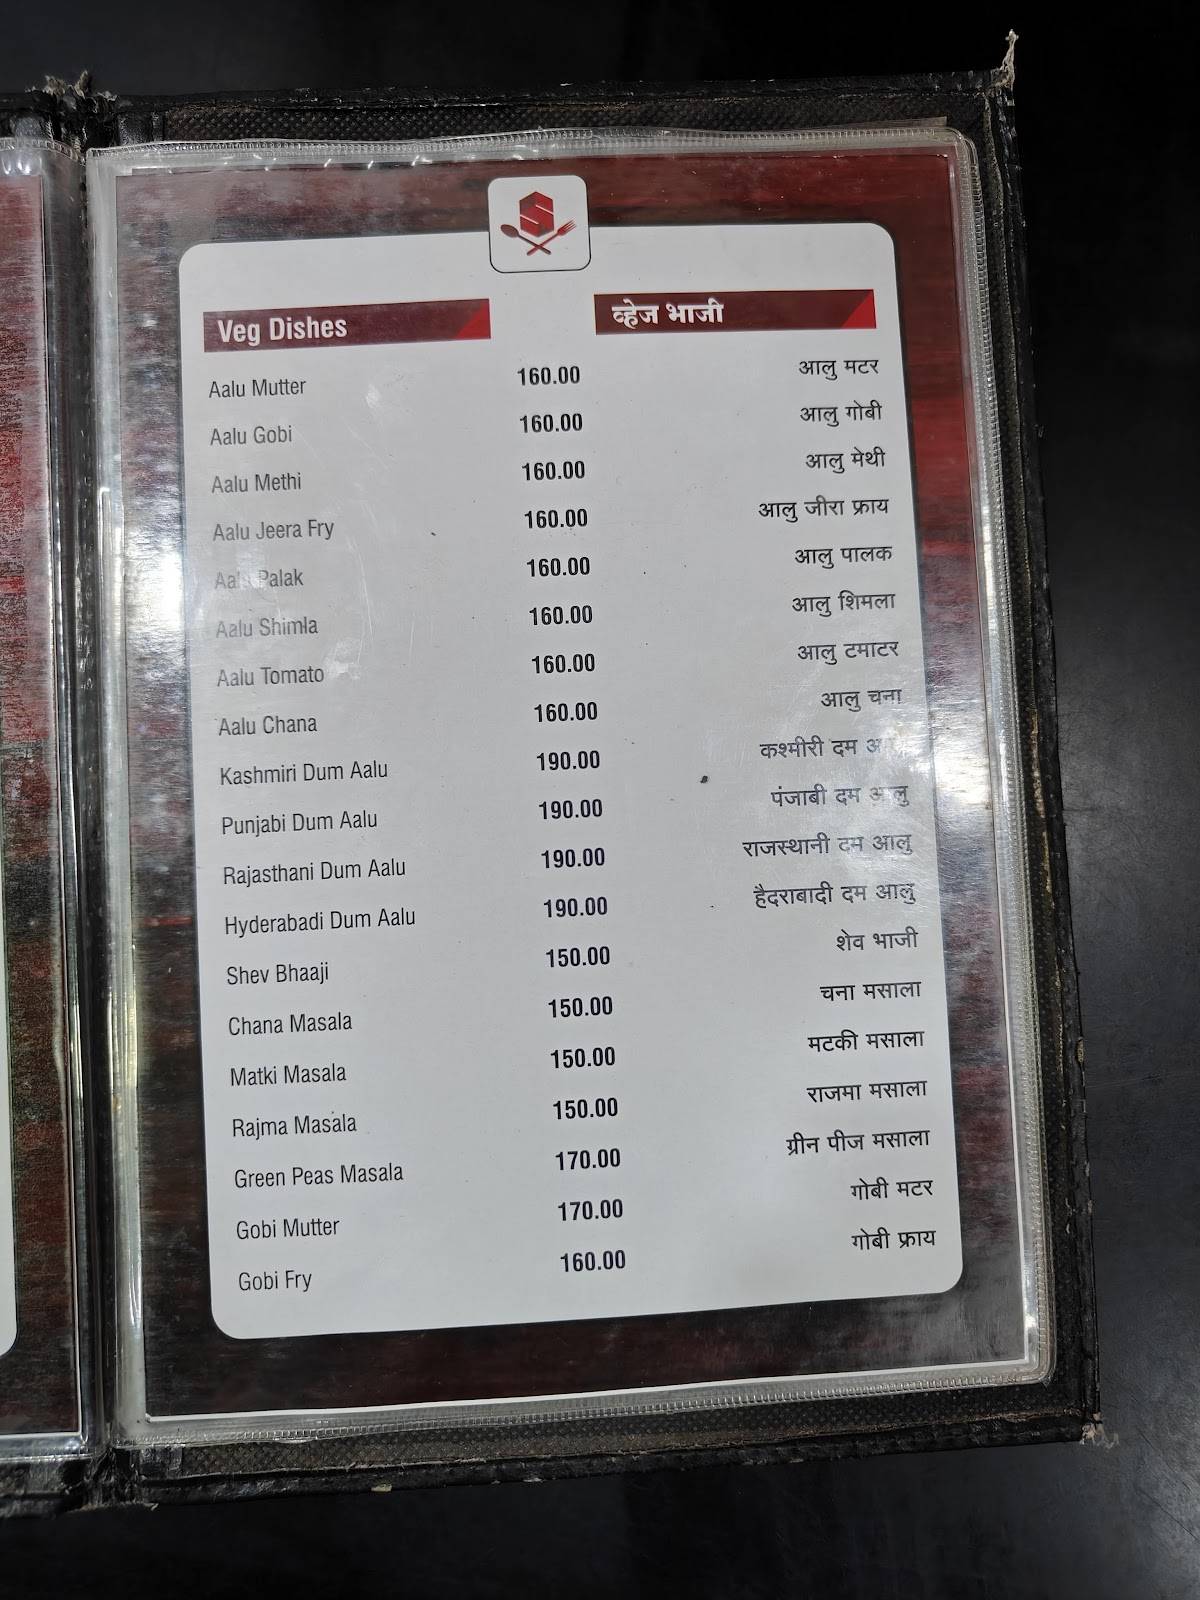 S
Veg Dishes व्हेज भाजी
Aalu Mutter 160.00 आलु मटर
Aalu Gobi 160.00 आलु गोबी
Aalu Methi 160.00 आलु मेथी
Aalu Jeera Fry 160.00 आलु जीरा फ्राय
Aalu Palak 160.00 आलु पालक
Aalu Shimla 160.00 आलु शिमला
Aalu Tomato 160.00 आलु टमाटर
Aalu Chana 160.00 आलु चना
Kashmiri Dum Aalu 190.00 कश्मीरी दम
Punjabi Dum Aalu 190.00 पंजाबी दम आलु
Rajasthani Dum Aalu 190.00 राजस्थानी दम आलु
Hyderabadi Dum Aalu 190.00 हैदराबादी दम आलु
Shev Bhaaji 150.00 शेव भाजी
Chana Masala 150.00 चना मसाला
Matki Masala 150.00 मटकी मसाला
Rajma Masala 150.00 राजमा मसाला
Green Peas Masala 170.00 ग्रीन पीज मसाला
Gobi Mutter 170.00 गोबी मटर
Gobi Fry 160.00 गोबी फ्राय